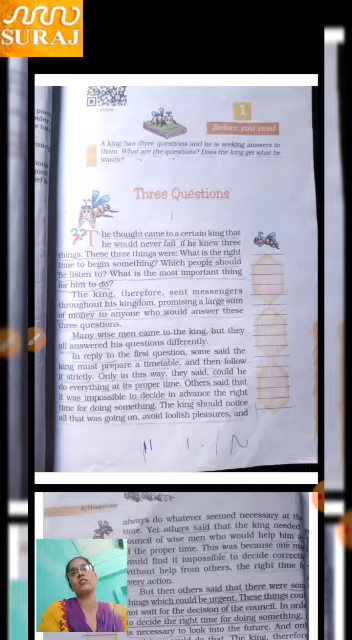 SURAJ
1
Before you read
A king has three questions and he is seeking answers to
them. What are the questions? Does the king get what he
wants?
Three Questions
I
The thought came to a certain king that
he would never fail if he knew three
things. These three things were: What is the right
time to begin something? Which people should
he listen to? What is the most important thing
for him to do?
The king, therefore, sent messengers
throughout his kingdom, promising a large sum
of money to anyone who would answer these
three questions.
Many wise men came to the king, but they
all answered his questions differently.
In reply to the first question, some said the
king must prepare a timetable, and then follow
it strictly. Only in this way, they said, could he
do everything at its proper time. Others said that
it was impossible to decide in advance the right
time for doing something. The king should notice
all that was going on, avoid foolish pleasures, and
always do whatever seemed necessary at the
time. Yet others said that the king needed
council of wise men who would help him
the proper time. This was because one
would find it impossible to decide
without help from others, the right time
very action.
But then others said that there were
things which could be urgent. These things
not wait for the decision of the council. In
to decide the right time for doing something,
is necessary to look into the future. And
could do that. The king, therefore